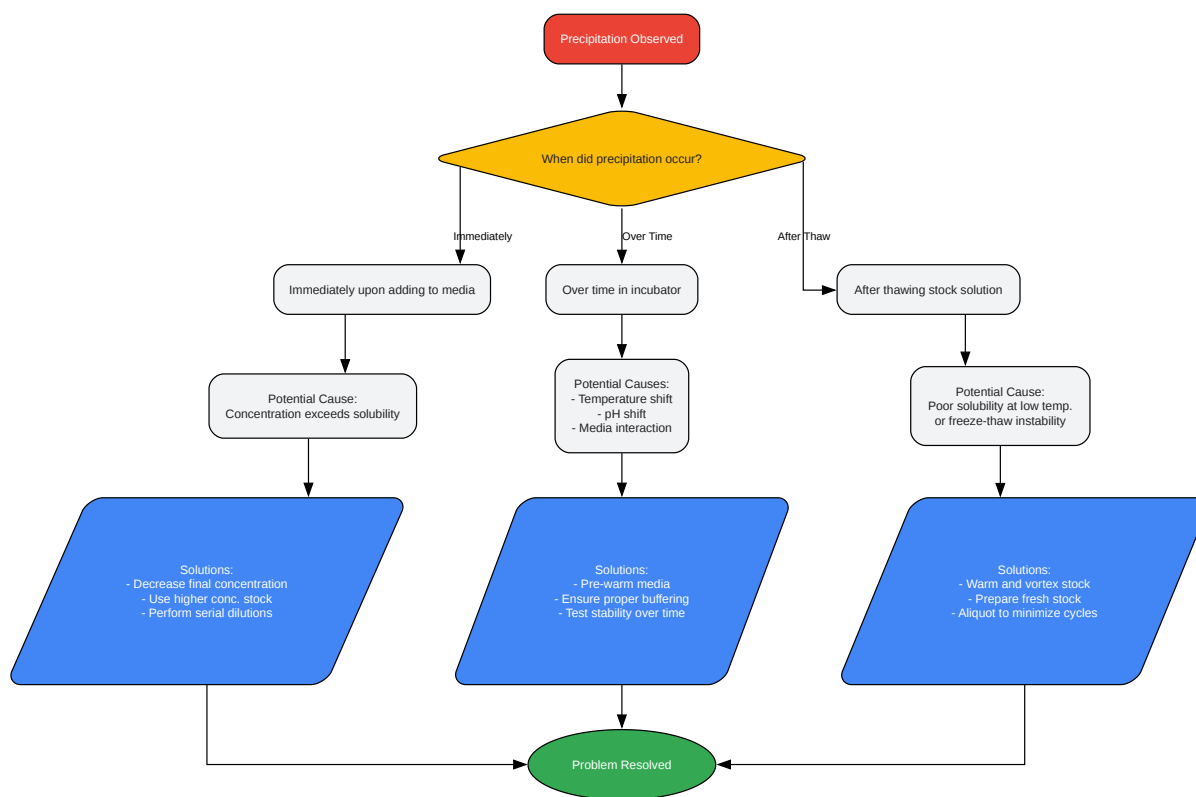 Precipitation Observed
When did precipitation occur?
Immediately
Over Time
After Thaw
Immediately upon adding to media
Over time in incubator
After thawing stock solution
Potential Cause:
Concentration exceeds solubility
Potential Causes:
- Temperature shift
- pH shift
- Media interaction
Potential Cause:
Poor solubility at low temp.
or freeze-thaw instability
Solutions:
- Decrease final concentration
- Use higher conc. stock
- Perform serial dilutions
Solutions:
- Pre-warm media
- Ensure proper buffering
- Test stability over time
Solutions:
- Warm and vortex stock
- Prepare fresh stock
- Aliquot to minimize cycles
Problem Resolved